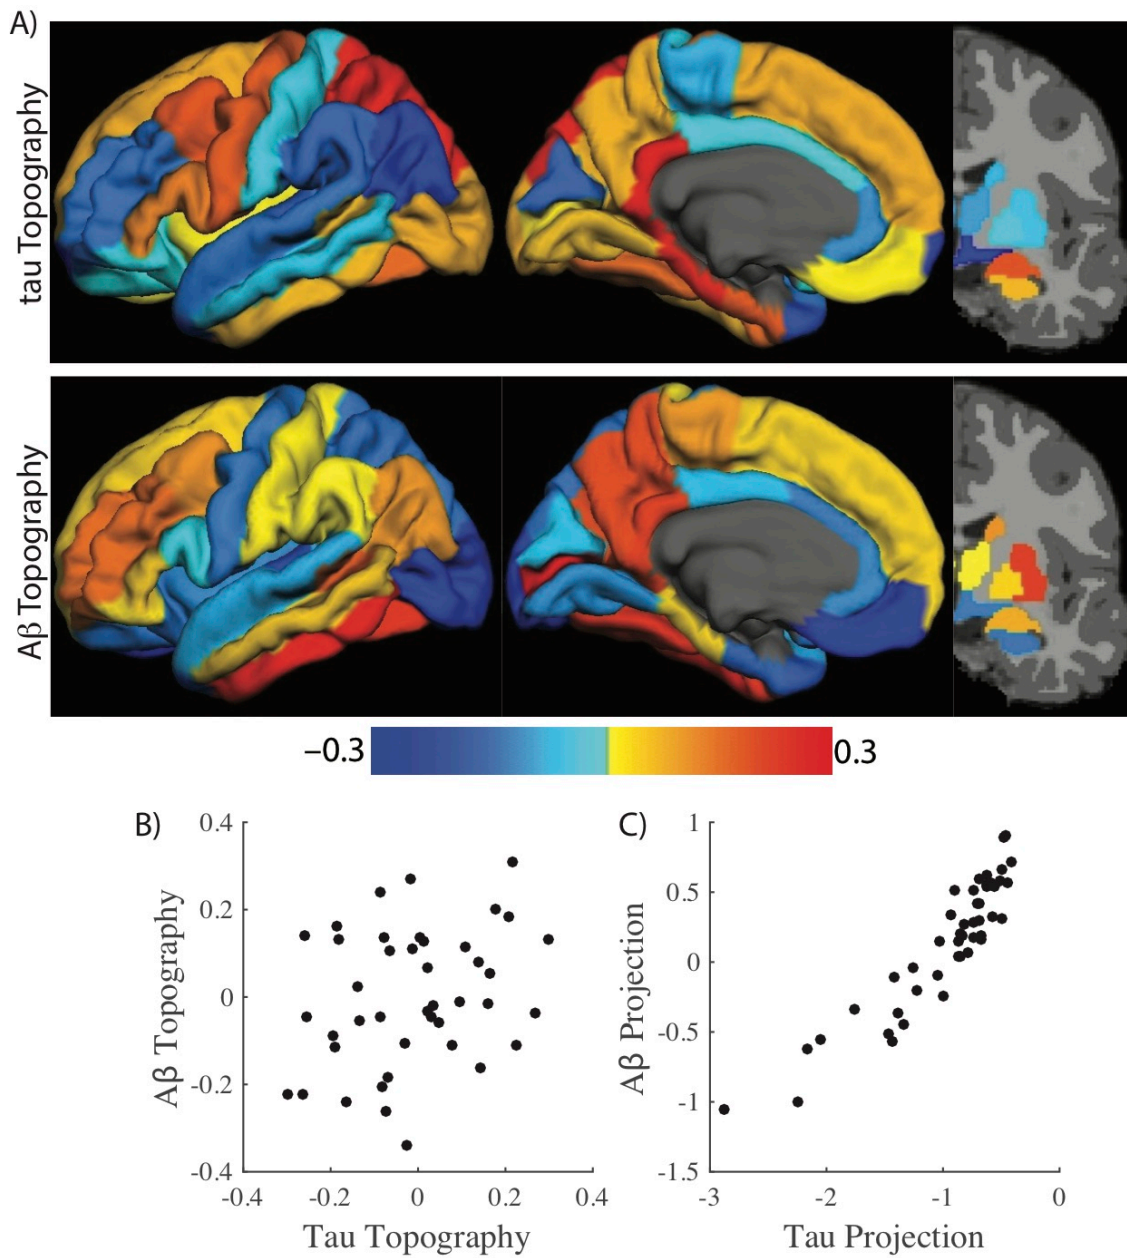 A)
tau Topography
Aβ Topography
–0.3
0.3
B)
0.4
0.2
0
-0.2
-0.4
Aβ Topography
-0.4
-0.2
0
0.2
0.4
Tau Topography
C)
1
0.5
0
-0.5
-1
-1.5
Aβ Projection
-3
-2
-1
0
Tau Projection